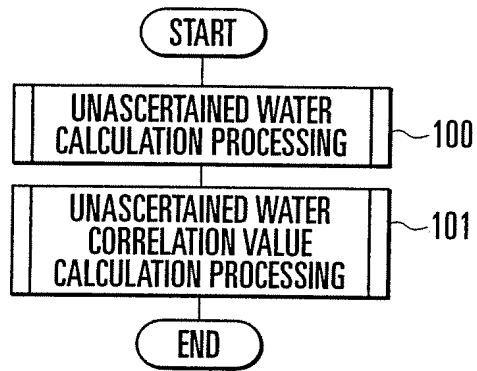 START
UNASCERTAINED WATER
CALCULATION PROCESSING
100
UNASCERTAINED WATER
CORRELATION VALUE
CALCULATION PROCESSING
101
END